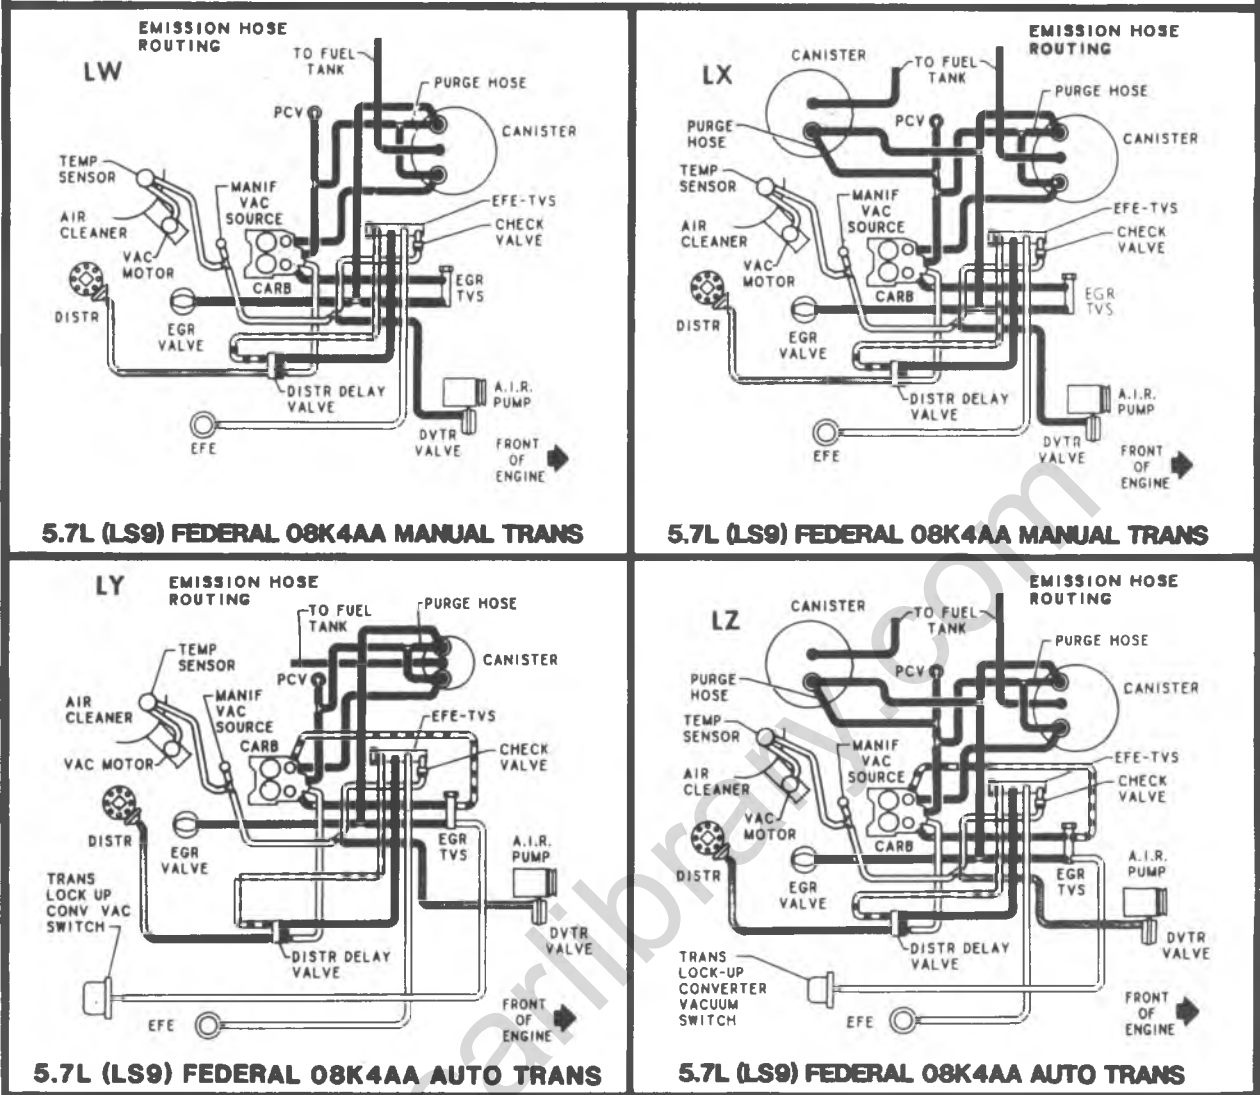 EMISSION HOSE
ROUTING
LW
TO FUEL
TANK
PURGE HOSE
PCV
CANISTER
TEMP
SENSOR
MANIF
VAC
SOURCE
EFE-TVS
AIR
CLEANER
CHECK
VALVE
VAC
MOTOR
CARB
EGR
TVS
DISTR
EGR
VALVE
DISTR DELAY
VALVE
A.I.R.
PUMP
EFE
DVTR
VALVE
FRONT
OF
ENGINE
5.7L (LS9) FEDERAL 08K4AA MANUAL TRANS
EMISSION HOSE
ROUTING
LX
CANISTER
TO FUEL
TANK
PURGE HOSE
PURGE
HOSE
PCV
CANISTER
TEMP
SENSOR
MANIF
VAC
SOURCE
EFE-TVS
AIR
CLEANER
CHECK
VALVE
VAC
MOTOR
CARB
EGR
TVS
DISTR
EGR
VALVE
DISTR DELAY
VALVE
A.I.R.
PUMP
EFE
DVTR
VALVE
FRONT
OF
ENGINE
5.7L (LS9) FEDERAL 08K4AA MANUAL TRANS
LY
EMISSION HOSE
ROUTING
TO FUEL
TANK
PURGE HOSE
TEMP
SENSOR
PCV
CANISTER
AIR
CLEANER
MANIF
VAC
SOURCE
EFE-TVS
CARB
VAC MOTOR
CHECK
VALVE
DISTR
EGR
VALVE
EGR
TVS
A.I.R.
PUMP
TRANS
LOCK UP
CONV VAC
SWITCH
DISTR DELAY
VALVE
DVTR
VALVE
EFE
FRONT
OF
ENGINE
5.7L (LS9) FEDERAL 08K4AA AUTO TRANS
EMISSION HOSE
ROUTING
LZ
CANISTER
TO FUEL
TANK
PURGE HOSE
PCV
PURGE
HOSE
CANISTER
TEMP
SENSOR
MANIF
VAC
SOURCE
EFE-TVS
AIR
CLEANER
CHECK
VALVE
VAC
MOTOR
CARB
DISTR
EGR
VALVE
EGR
TVS
A.I.R.
PUMP
DISTR DELAY
VALVE
DVTR
VALVE
TRANS
LOCK-UP
CONVERTER
VACUUM
SWITCH
EFE
FRONT
OF
ENGINE
5.7L (LS9) FEDERAL 08K4AA AUTO TRANS